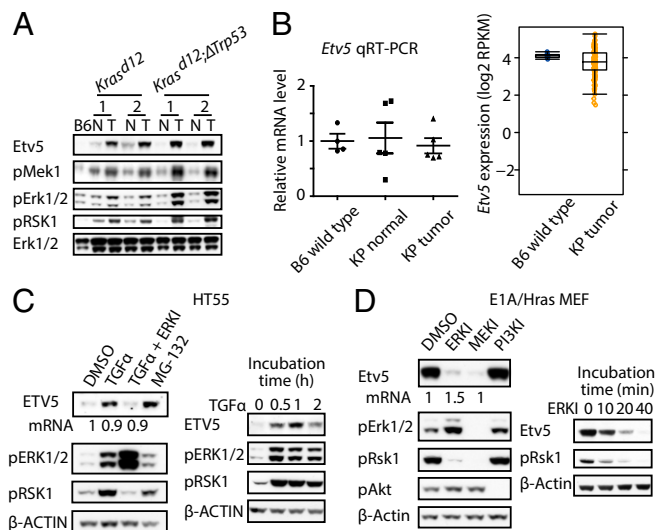 A
Kras^d12 Kras^d12;ΔTrp53
1 2 1 2
B6 N T N T N T N T
Etv5
pMek1
pErk1/2
pRSK1
Erk1/2
B
Etv5 qRT-PCR
Relative mRNA level
2
1
0
B6 wild type
KP normal
KP tumor
Etv5 expression (log2 RPKM)
4
2
0
−2
B6 wild type
KP tumor
C
HT55
DMSO
TGFα
TGFα + ERKI
MG-132
ETV5
mRNA 1 0.9 0.9
pERK1/2
pRSK1
β-ACTIN
Incubation
time (h)
TGFα 0 0.5 1 2
ETV5
pERK1/2
pRSK1
β-ACTIN
D
E1A/Hras MEF
DMSO
ERKI
MEKI
PI3KI
Etv5
mRNA 1 1.5 1
pErk1/2
pRsk1
pAkt
β-Actin
Incubation
time (min)
ERKI 0 10 20 40
Etv5
pRsk1
β-Actin